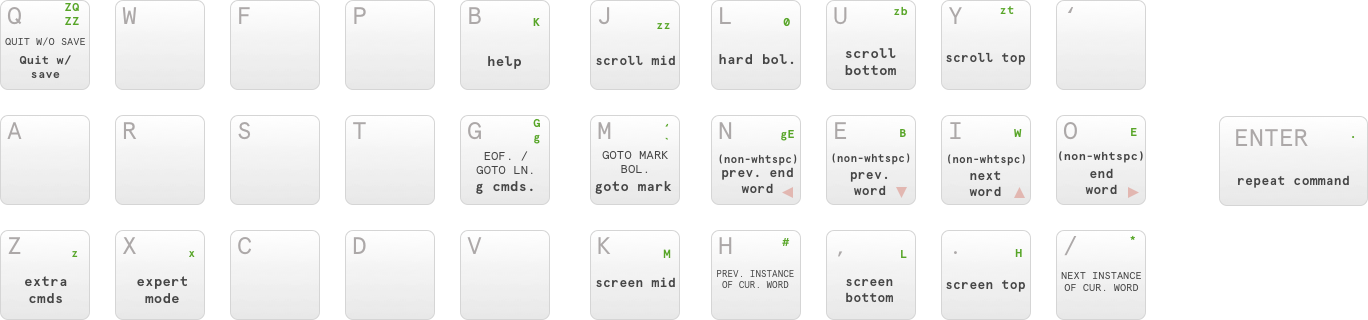 Q ZQ
ZZ
QUIT W/O SAVE
Quit w/
save
W
F
P
B K
help
J zz
scroll mid
L 0
hard bol.
U zb
scroll
bottom
Y zt
scroll top
‘
A
R
S
T
G G
g
EOF. /
GOTO LN.
g cmds.
M ´
`
GOTO MARK
BOL.
goto mark
N gE
(non-whtspc)
prev. end
word
E B
(non-whtspc)
prev.
word
I W
(non-whtspc)
next
word
O E
(non-whtspc)
end
word
ENTER .
repeat command
Z z
extra
cmds
X x
expert
mode
C
D
V
K M
screen mid
H #
PREV. INSTANCE
OF CUR. WORD
, L
screen
bottom
. H
screen top
/ *
NEXT INSTANCE
OF CUR. WORD